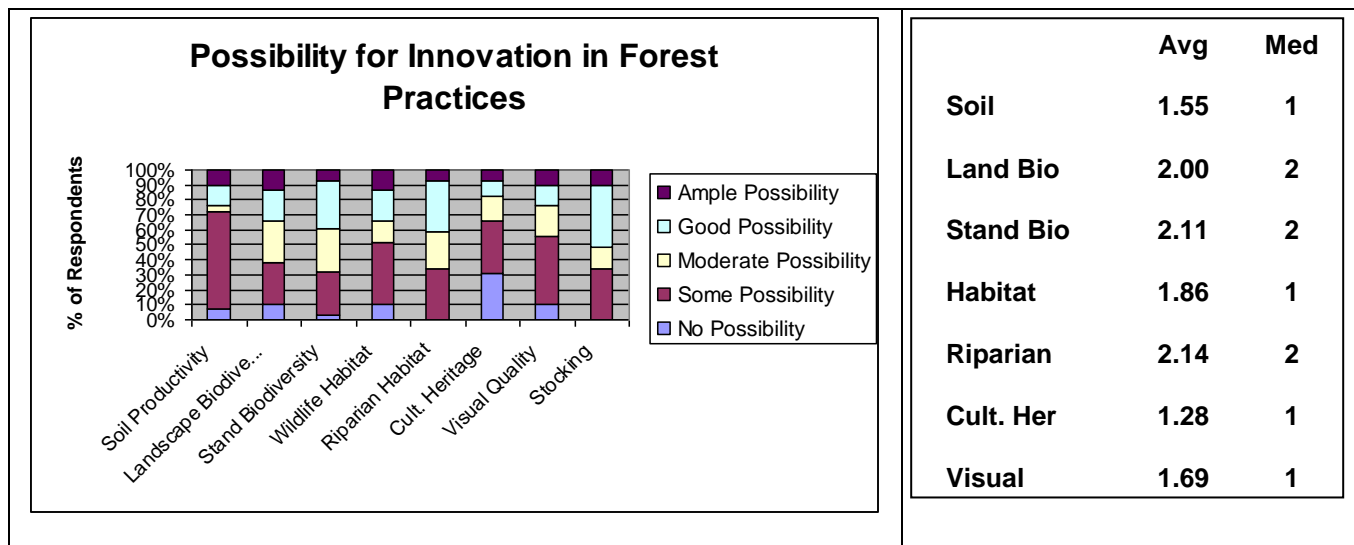 Possibility for Innovation in Forest
Practices
% of Respondents
100%
90%
80%
70%
60%
50%
40%
30%
20%
10%
0%
Soil Productivity
Landscape Biodive...
Stand Biodiversity
Wildlife Habitat
Riparian Habitat
Cult. Heritage
Visual Quality
Stocking
Ample Possibility
Good Possibility
Moderate Possibility
Some Possibility
No Possibility
Avg Med
Soil 1.55 1
Land Bio 2.00 2
Stand Bio 2.11 2
Habitat 1.86 1
Riparian 2.14 2
Cult. Her 1.28 1
Visual 1.69 1